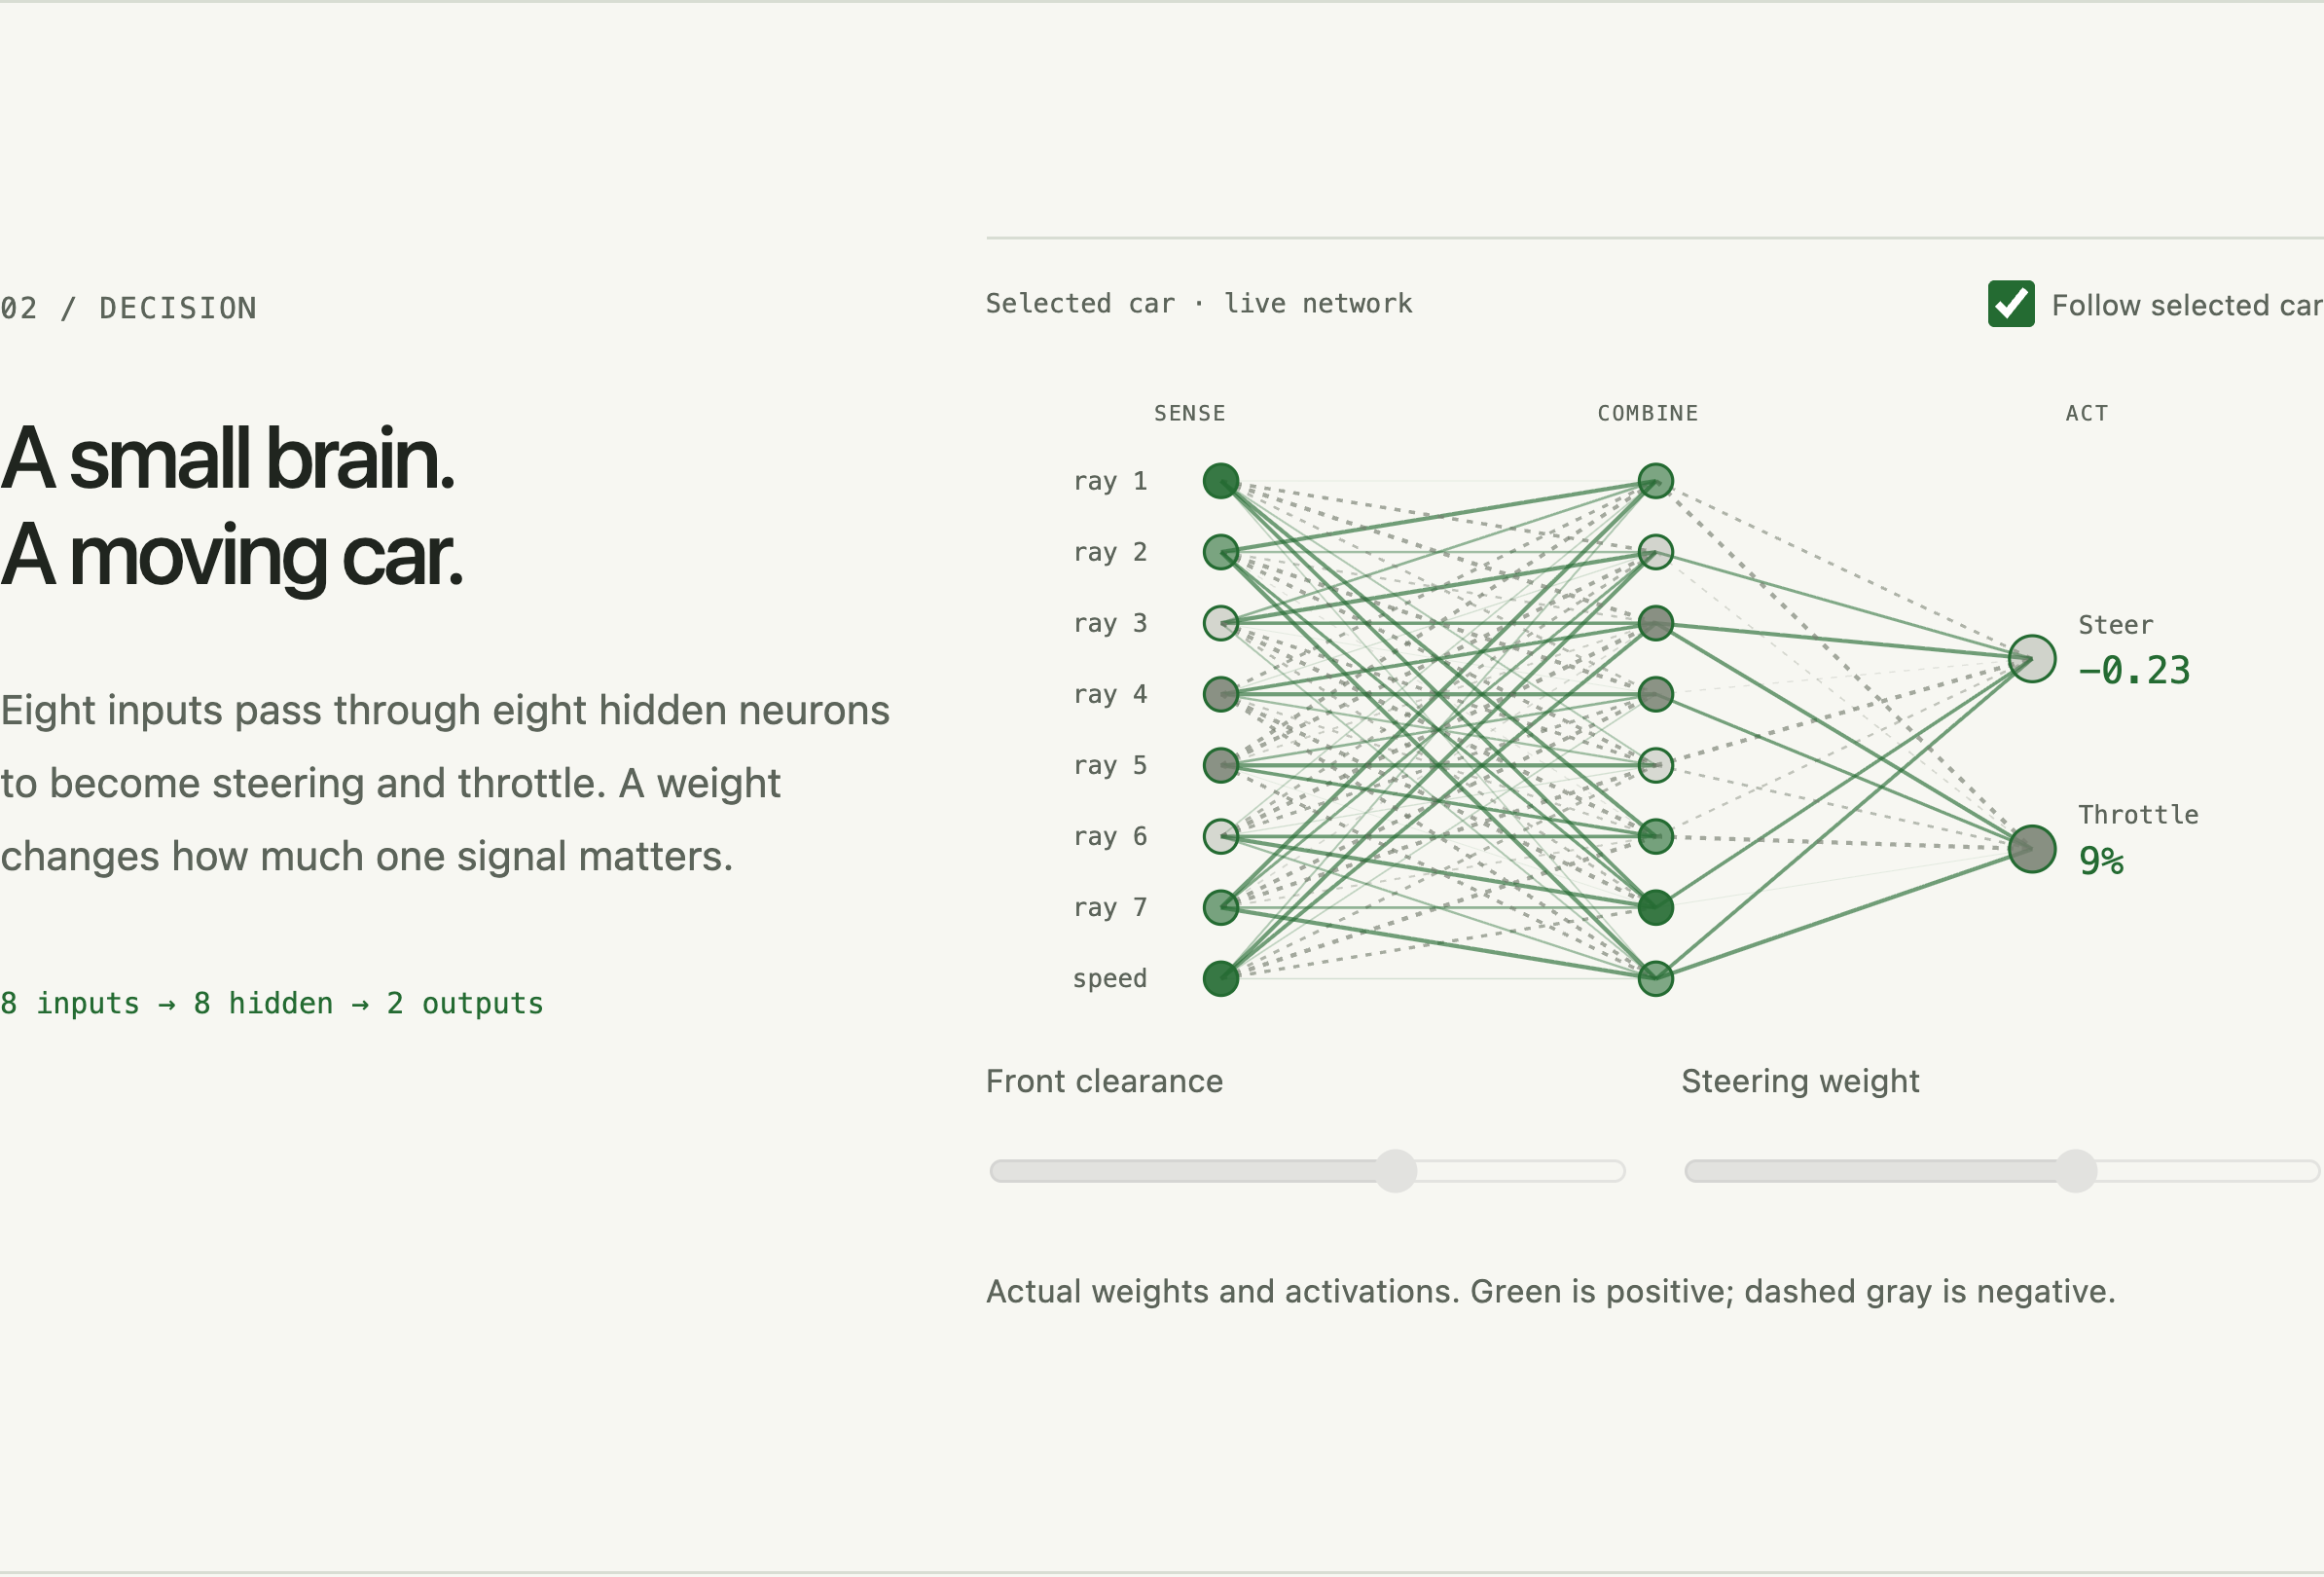 02 / DECISION
A small brain.
A moving car.
Eight inputs pass through eight hidden neurons
to become steering and throttle. A weight
changes how much one signal matters.
8 inputs → 8 hidden → 2 outputs
Selected car · live network
Follow selected car
SENSE
COMBINE
ACT
ray 1
ray 2
ray 3
ray 4
ray 5
ray 6
ray 7
speed
Steer
−0.23
Throttle
9%
Front clearance
Steering weight
Actual weights and activations. Green is positive; dashed gray is negative.